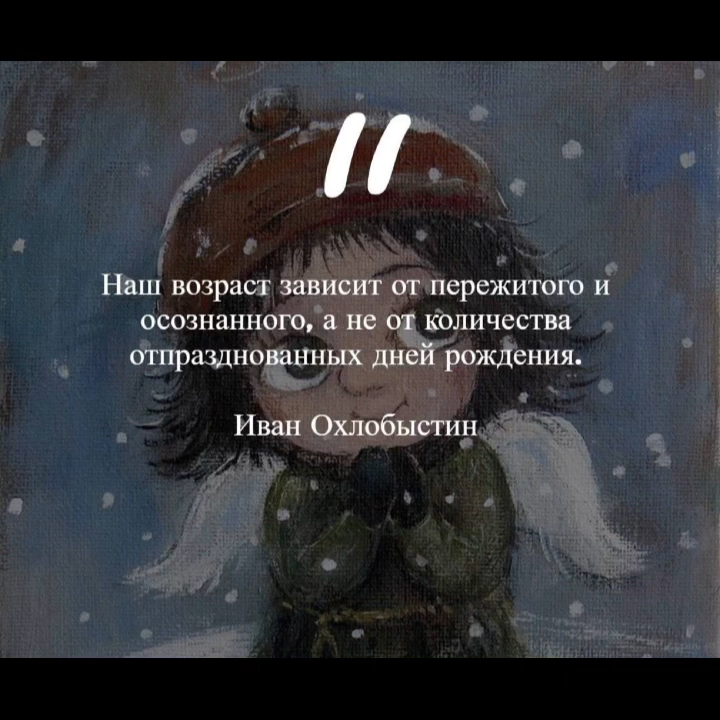 "
Наш возраст зависит от пережитого и
осознанного, а не от количества
отпразднованных дней рождения.
Иван Охлобыстин